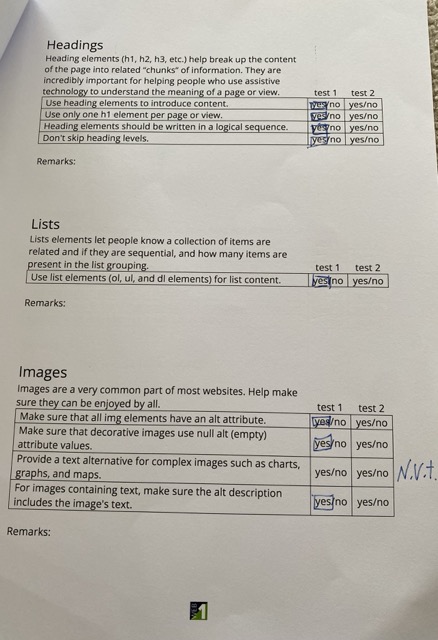 Headings
Heading elements (h1, h2, h3, etc.) help break up the content
of the page into related "chunks" of information. They are
incredibly important for helping people who use assistive
technology to understand the meaning of a page or view. test 1 test 2
Use heading elements to introduce content. yes/no yes/no
Use only one h1 element per page or view. yes/no yes/no
Heading elements should be written in a logical sequence. yes/no yes/no
Don't skip heading levels. yes/no yes/no
Remarks:
Lists
Lists elements let people know a collection of items are
related and if they are sequential, and how many items are
present in the list grouping. test 1 test 2
Use list elements (ol, ul, and dl elements) for list content. yes/no yes/no
Remarks:
Images
Images are a very common part of most websites. Help make
sure they can be enjoyed by all. test 1 test 2
Make sure that all img elements have an alt attribute. yes/no yes/no
Make sure that decorative images use null alt (empty)
attribute values. yes/no yes/no
Provide a text alternative for complex images such as charts,
graphs, and maps. yes/no yes/no N.v.t.
For images containing text, make sure the alt description
includes the image's text. yes/no yes/no
Remarks:
1